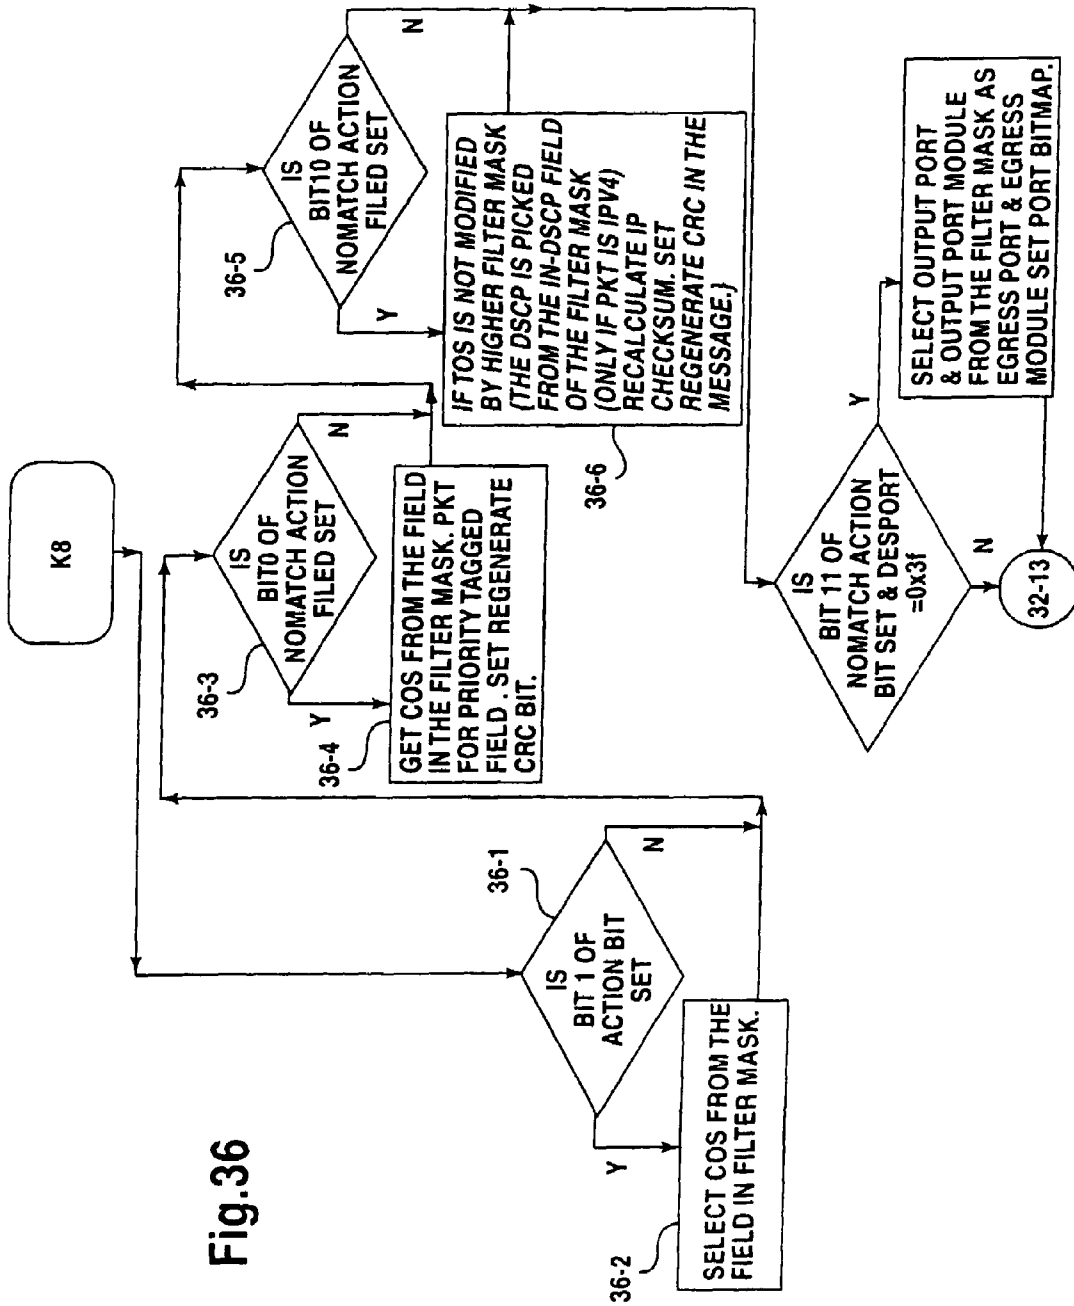 K8
36-1
IS
BIT 1 OF
ACTION BIT
SET
Y
N
36-2
SELECT COS FROM THE
FIELD IN FILTER MASK.
36-3
IS
BIT0 OF
NOMATCH ACTION
FILED SET
Y
N
36-4
GET COS FROM THE FIELD
IN THE FILTER MASK. PKT
FOR PRIORITY TAGGED
FIELD . SET REGENERATE
CRC BIT.
36-5
IS
BIT10 OF
NOMATCH ACTION
FILED SET
Y
N
36-6
IF TOS IS NOT MODIFIED
BY HIGHER FILTER MASK
{THE DSCP IS PICKED
FROM THE IN-DSCP FIELD
OF THE FILTER MASK
(ONLY IF PKT IS IPV4)
RECALCULATE IP
CHECKSUM. SET
REGENERATE CRC IN THE
MESSAGE.}
IS
BIT 11 OF
NOMATCH ACTION
BIT SET & DESPORT
=0x3f
Y
N
SELECT OUTPUT PORT
& OUTPUT PORT MODULE
FROM THE FILTER MASK AS
EGRESS PORT & EGRESS
MODULE SET PORT BITMAP.
32-13
Fig.36